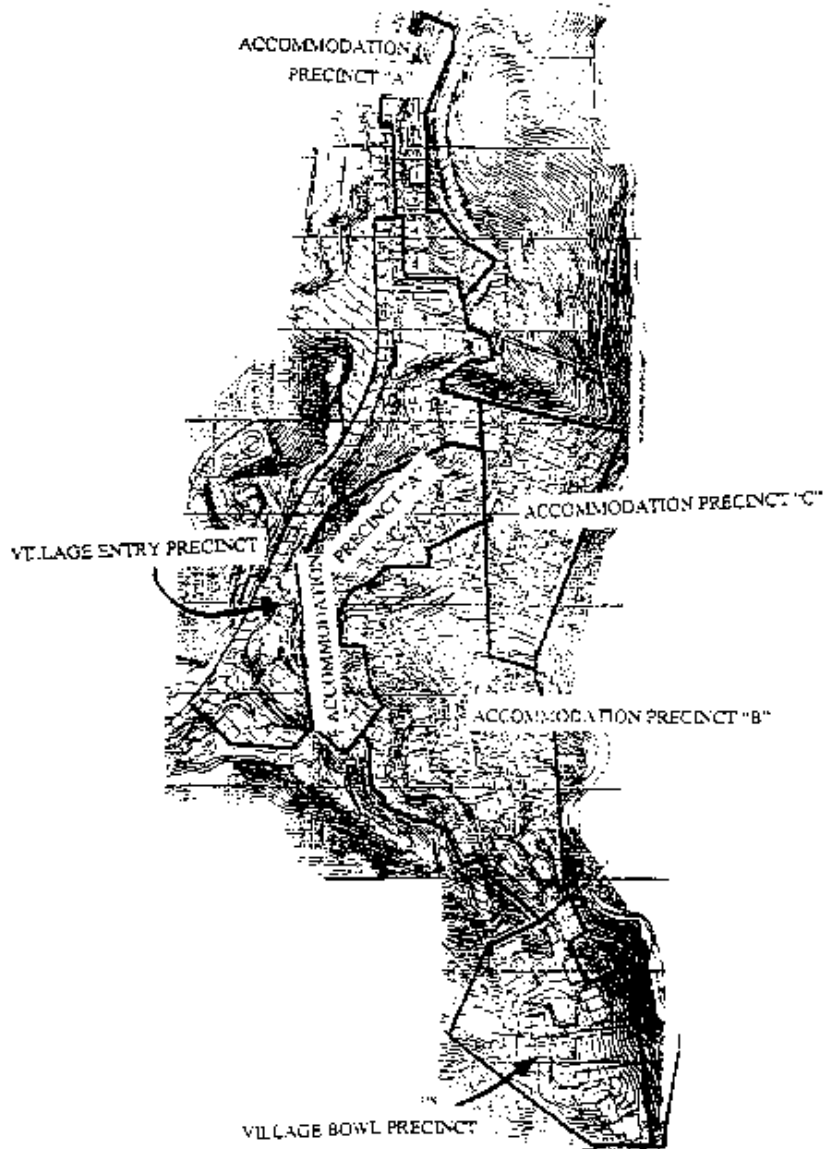 ACCOMMODATION
PRECINCT "A"
ACCOMMODATION PRECINCT "C"
PRECINCT "A"
ACCOMMODATION
VILLAGE ENTRY PRECINCT
ACCOMMODATION PRECINCT "B"
VILLAGE BOWL PRECINCT